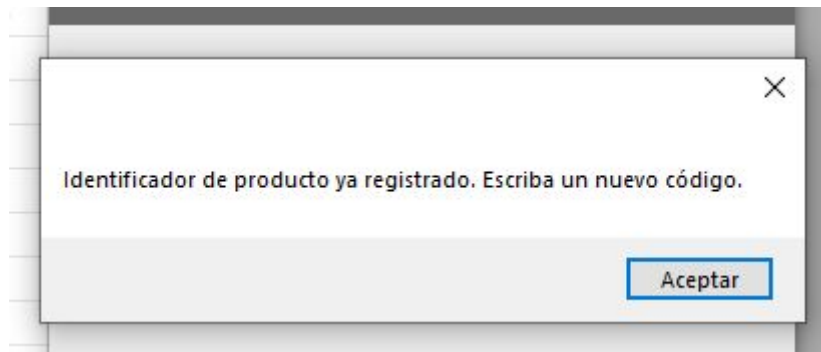 Identificador de producto ya registrado. Escriba un nuevo código.
Aceptar